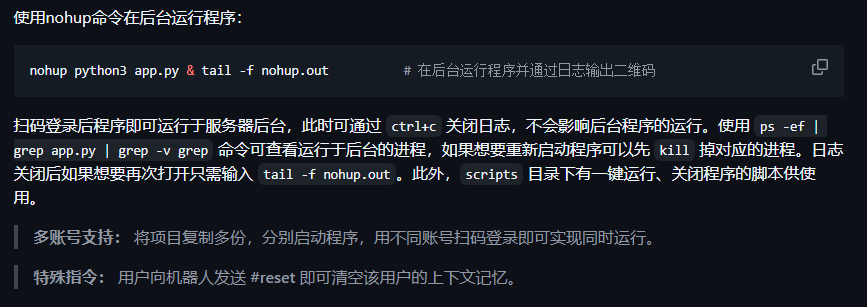 使用nohup命令在后台运行程序：
nohup python3 app.py & tail -f nohup.out # 在后台运行程序并通过日志输出二维码
扫码登录后程序即可运行于服务器后台，此时可通过 ctrl+c 关闭日志，不会影响后台程序的运行。使用 ps -ef |
grep app.py | grep -v grep 命令可查看运行于后台的进程，如果想要重新启动程序可以先 kill 掉对应的进程。日志
关闭后如果想要再次打开只需输入 tail -f nohup.out 。此外，scripts 目录下有一键运行、关闭程序的脚本供使
用。
多账号支持： 将项目复制多份，分别启动程序，用不同账号扫码登录即可实现同时运行。
特殊指令： 用户向机器人发送 #reset 即可清空该用户的上下文记忆。